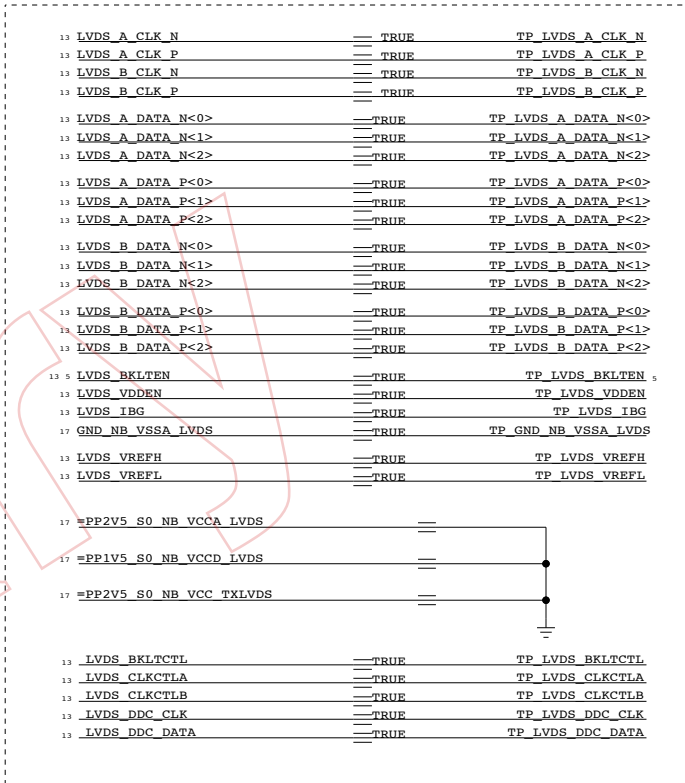 13 LVDS_A_CLK_N TRUE TP_LVDS_A_CLK_N
13 LVDS_A_CLK_P TRUE TP_LVDS_A_CLK_P
13 LVDS_B_CLK_N TRUE TP_LVDS_B_CLK_N
13 LVDS_B_CLK_P TRUE TP_LVDS_B_CLK_P
13 LVDS_A_DATA_N<0> TRUE TP_LVDS_A_DATA_N<0>
13 LVDS_A_DATA_N<1> TRUE TP_LVDS_A_DATA_N<1>
13 LVDS_A_DATA_N<2> TRUE TP_LVDS_A_DATA_N<2>
13 LVDS_A_DATA_P<0> TRUE TP_LVDS_A_DATA_P<0>
13 LVDS_A_DATA_P<1> TRUE TP_LVDS_A_DATA_P<1>
13 LVDS_A_DATA_P<2> TRUE TP_LVDS_A_DATA_P<2>
13 LVDS_B_DATA_N<0> TRUE TP_LVDS_B_DATA_N<0>
13 LVDS_B_DATA_N<1> TRUE TP_LVDS_B_DATA_N<1>
13 LVDS_B_DATA_N<2> TRUE TP_LVDS_B_DATA_N<2>
13 LVDS_B_DATA_P<0> TRUE TP_LVDS_B_DATA_P<0>
13 LVDS_B_DATA_P<1> TRUE TP_LVDS_B_DATA_P<1>
13 LVDS_B_DATA_P<2> TRUE TP_LVDS_B_DATA_P<2>
13 5 LVDS_BKLTEN TRUE TP_LVDS_BKLTEN 5
13 LVDS_VDDEN TRUE TP_LVDS_VDDEN
13 LVDS_IBG TRUE TP_LVDS_IBG
17 GND_NB_VSSA_LVDS TRUE TP_GND_NB_VSSA_LVDS
13 LVDS_VREFH TRUE TP_LVDS_VREFH
13 LVDS_VREFL TRUE TP_LVDS_VREFL
17 =PP2V5_S0_NB_VCCA_LVDS
17 =PP1V5_S0_NB_VCCD_LVDS
17 =PP2V5_S0_NB_VCC_TXLVDS
13 LVDS_BKLTCTL TRUE TP_LVDS_BKLTCTL
13 LVDS_CLKCTLA TRUE TP_LVDS_CLKCTLA
13 LVDS_CLKCTLB TRUE TP_LVDS_CLKCTLB
13 LVDS_DDC_CLK TRUE TP_LVDS_DDC_CLK
13 LVDS_DDC_DATA TRUE TP_LVDS_DDC_DATA